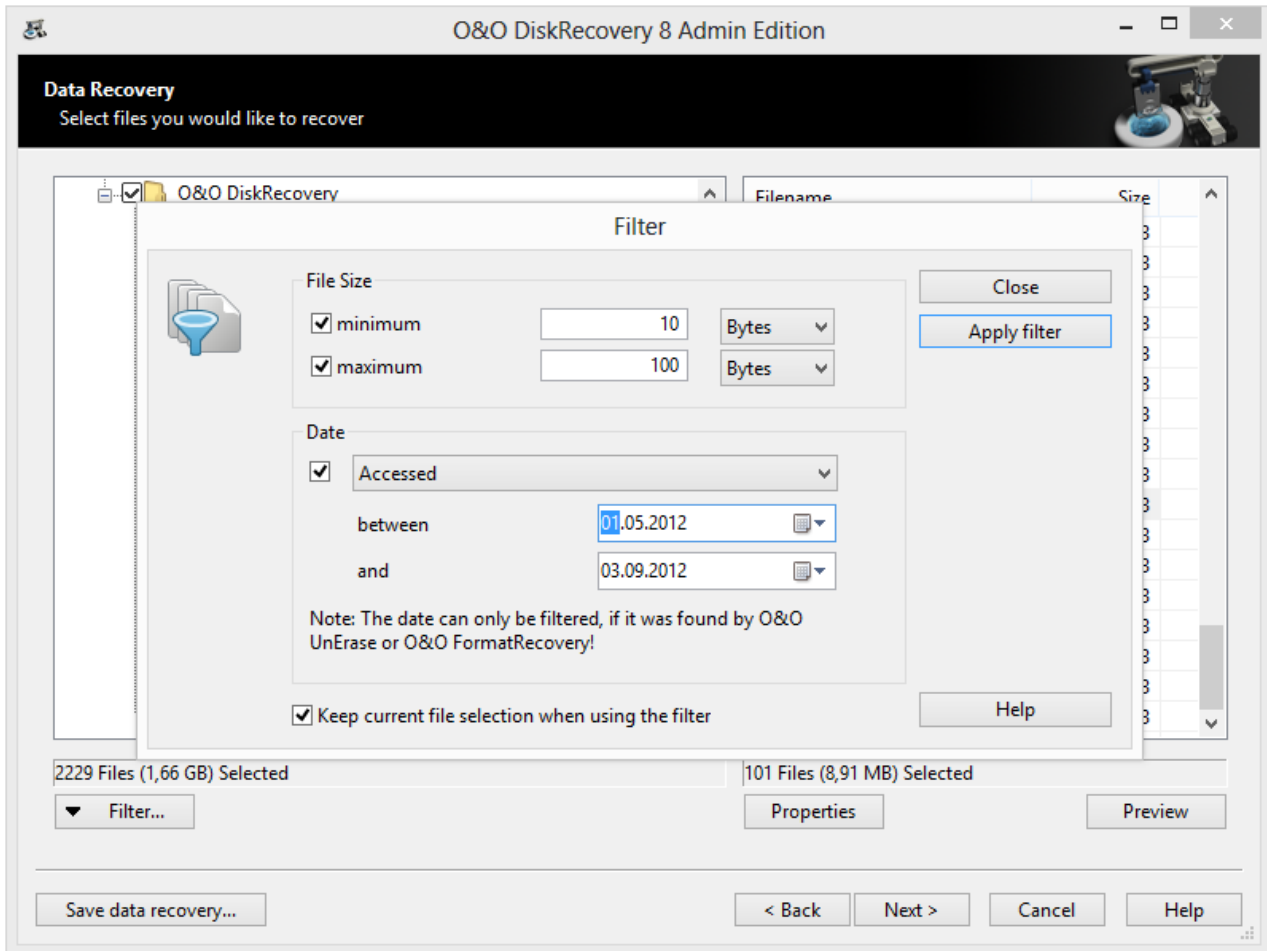 O&O DiskRecovery 8 Admin Edition
Data Recovery
Select files you would like to recover
O&O DiskRecovery
Filename Size
Filter
File Size
minimum 10 Bytes
maximum 100 Bytes
Close
Apply filter
Date
Accessed
between 01.05.2012
and 03.09.2012
Note: The date can only be filtered, if it was found by O&O
UnErase or O&O FormatRecovery!
Keep current file selection when using the filter
Help
2229 Files (1,66 GB) Selected
101 Files (8,91 MB) Selected
Filter...
Properties
Preview
Save data recovery...
< Back
Next >
Cancel
Help